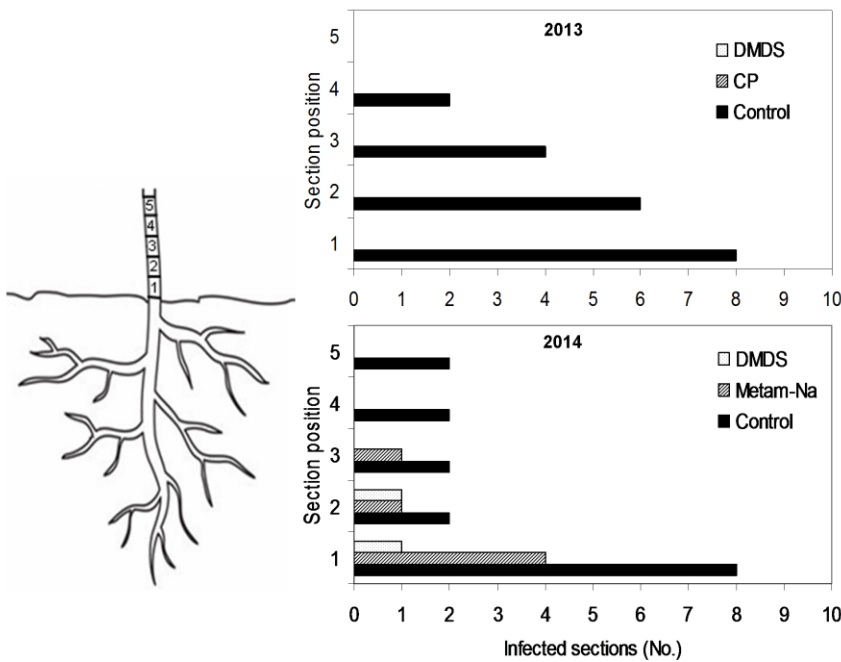 2013
5
4
3
2
1
Section position
DMDS
CP
Control
0 1 2 3 4 5 6 7 8 9 10
5
4
3
2
1
2014
5
4
3
2
1
Section position
DMDS
Metam-Na
Control
0 1 2 3 4 5 6 7 8 9 10
Infected sections (No.)